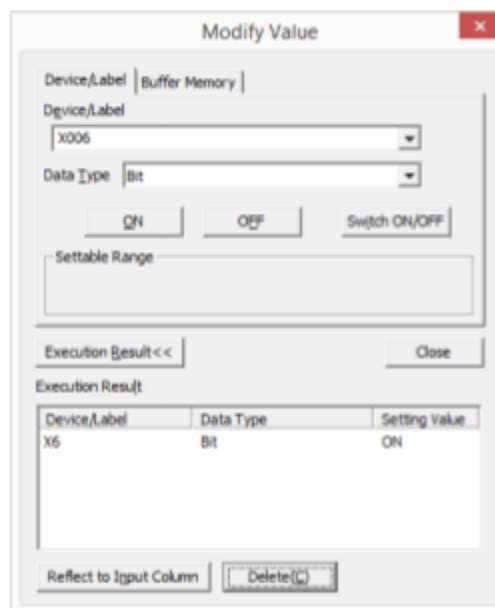 Modify Value
Device/Label Buffer Memory
Device/Label
X006
Data Type Bit
ON OFF Switch ON/OFF
Settable Range
Execution Result<< Close
Execution Result
Device/Label Data Type Setting Value
X6 Bit ON
Reflect to Input Column Delete(C)